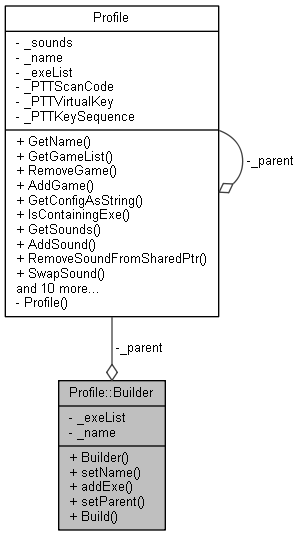 Profile
- _sounds
- _name
- _exeList
- _PTTScanCode
- _PTTVirtualKey
- _PTTKeySequence
+ GetName()
+ GetGameList()
+ RemoveGame()
+ AddGame()
+ GetConfigAsString()
+ IsContainingExe()
+ GetSounds()
+ AddSound()
+ RemoveSoundFromSharedPtr()
+ SwapSound()
and 10 more...
- Profile()
-_parent
-_parent
Profile::Builder
- _exeList
- _name
+ Builder()
+ setName()
+ addExe()
+ setParent()
+ Build()